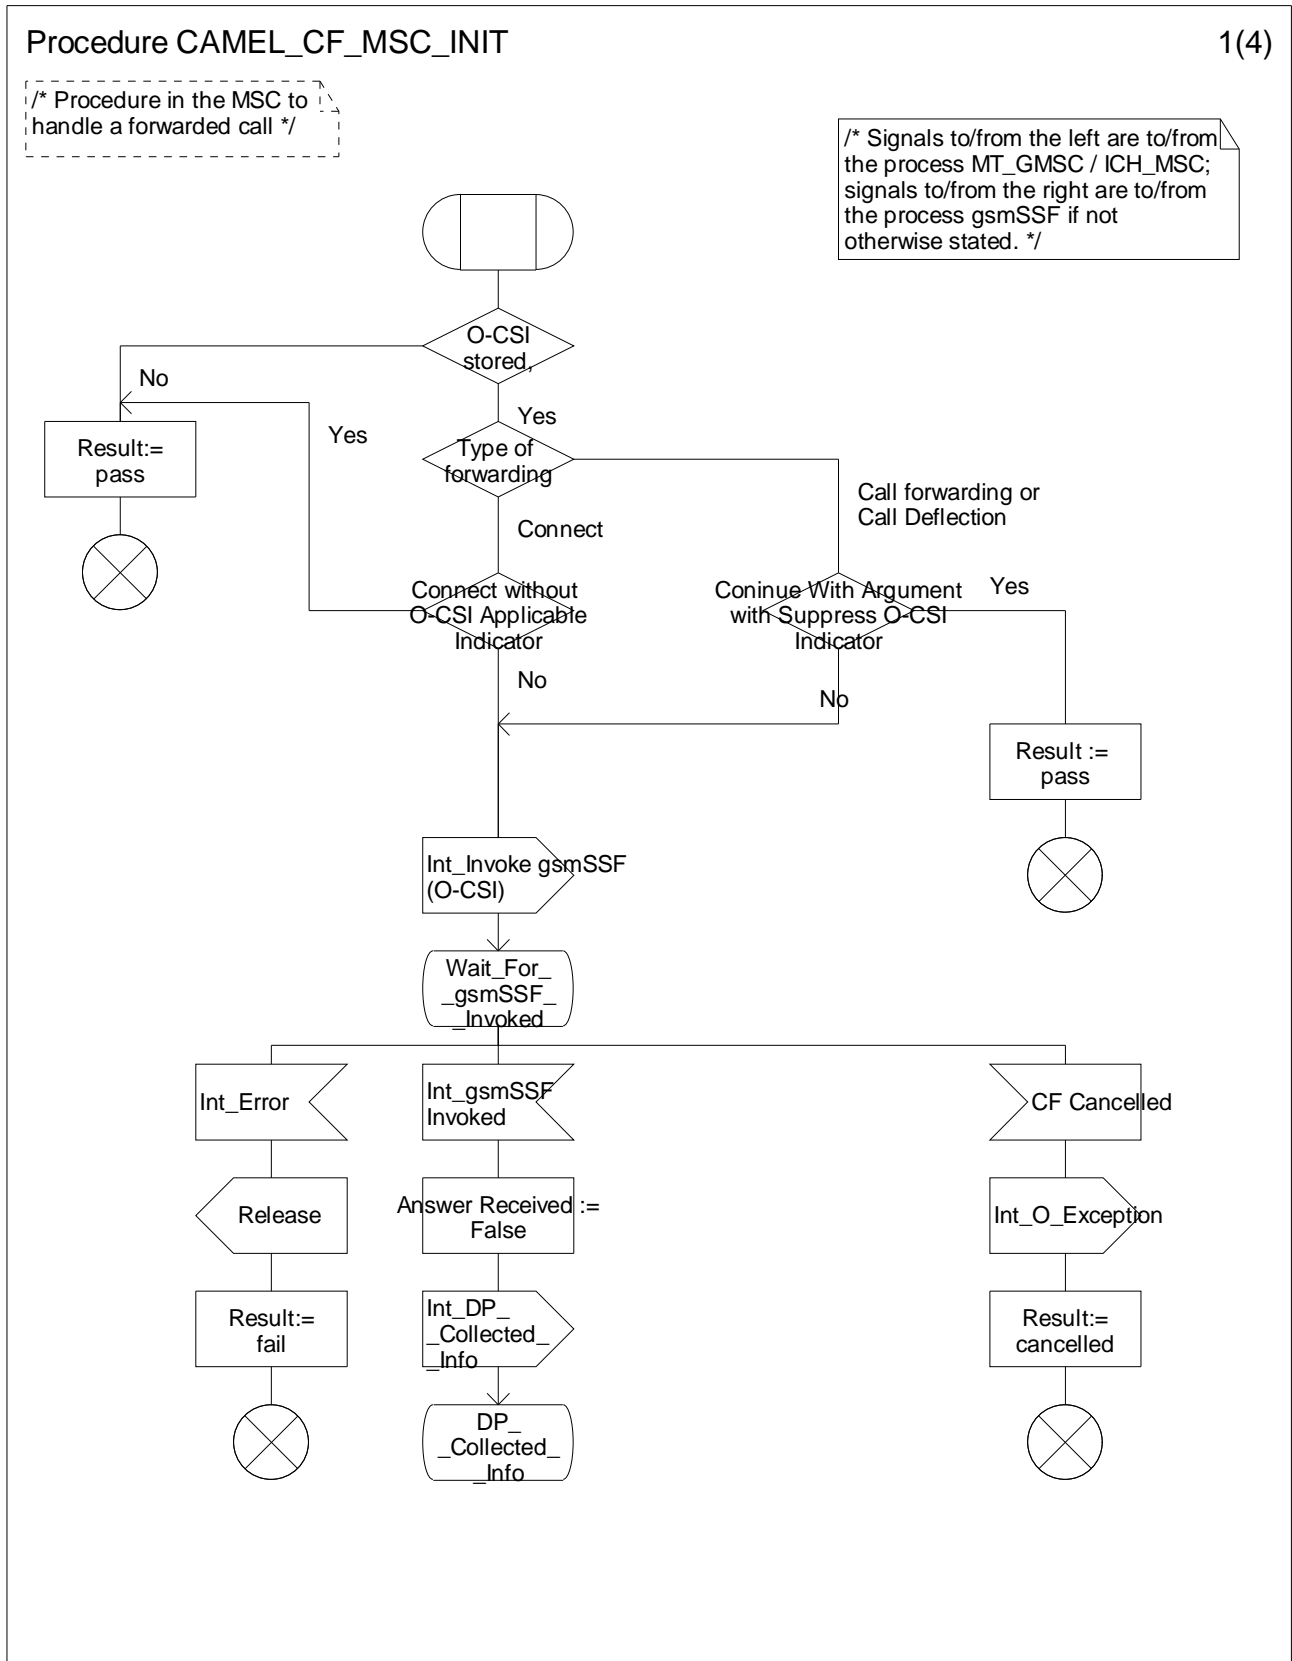 Procedure CAMEL_CF_MSC_INIT
1(4)
/* Procedure in the MSC to
handle a forwarded call */
/* Signals to/from the left are to/from
the process MT_GMSC / ICH_MSC;
signals to/from the right are to/from
the process gsmSSF if not
otherwise stated. */
O-CSI
stored,
No
Yes
Yes
Result:=
pass
Type of
forwarding
Call forwarding or
Call Deflection
Connect
Connect without
O-CSI Applicable
Indicator
Coninue With Argument
with Suppress O-CSI
Indicator
Yes
No
No
Result :=
pass
Int_Invoke gsmSSF
(O-CSI)
Wait_For_
_gsmSSF_
_Invoked
Int_Error
Int_gsmSSF
Invoked
CF Cancelled
Release
Answer Received :=
False
Int_O_Exception
Result:=
fail
Int_DP_
_Collected_
_Info
Result:=
cancelled
DP_
_Collected_
_Info